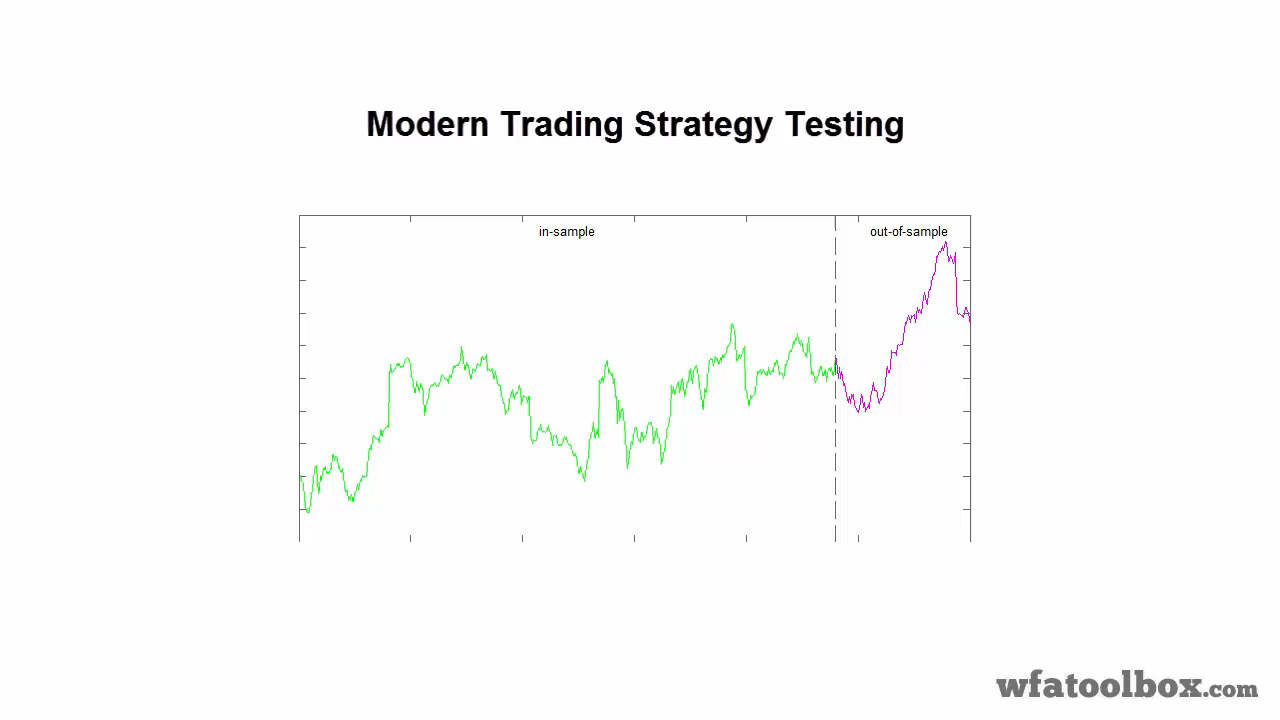 Modern Trading Strategy Testing
in-sample
out-of-sample
wfatoolbox.com